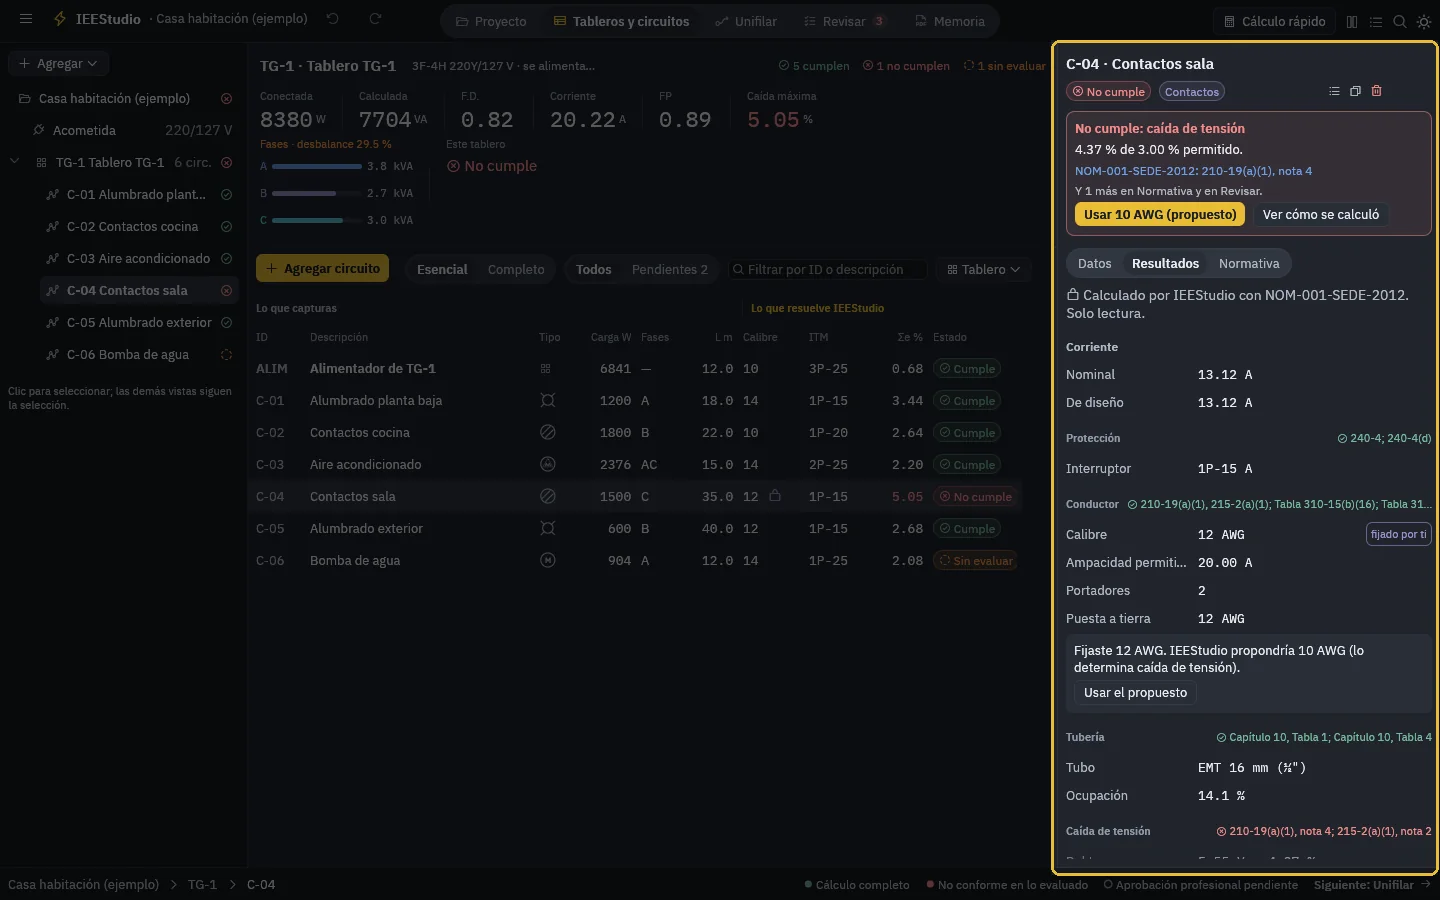 IEEStudio · Casa habitación (ejemplo)
Proyecto
Tableros y circuitos
Unifilar
Revisar 3
Memoria
Cálculo rápido
+ Agregar
Casa habitación (ejemplo)
Acometida 220/127 V
TG-1 Tablero TG-1 6 circ.
C-01 Alumbrado plant...
C-02 Contactos cocina
C-03 Aire acondicionado
C-04 Contactos sala
C-05 Alumbrado exterior
C-06 Bomba de agua
Clic para seleccionar; las demás vistas siguen
la selección.
TG-1 · Tablero TG-1 3F-4H 220Y/127 V · se alimenta...
5 cumplen 1 no cumplen 1 sin evaluar
Conectada Calculada F.D. Corriente FP Caída máxima
8380 W 7704 VA 0.82 20.22 A 0.89 5.05 %
Fases · desbalance 29.5 % Este tablero
A 3.8 kVA No cumple
B 2.7 kVA
C 3.0 kVA
+ Agregar circuito Esencial Completo Todos Pendientes 2 Filtrar por ID o descripción Tablero
Lo que capturas Lo que resuelve IEEStudio
ID Descripción Tipo Carga W Fases L m Calibre ITM Σe % Estado
ALIM Alimentador de TG-1 6841 — 12.0 10 3P-25 0.68 Cumple
C-01 Alumbrado planta baja 1200 A 18.0 14 1P-15 3.44 Cumple
C-02 Contactos cocina 1800 B 22.0 10 1P-20 2.64 Cumple
C-03 Aire acondicionado 2376 AC 15.0 14 2P-25 2.20 Cumple
C-04 Contactos sala 1500 C 35.0 12 1P-15 5.05 No cumple
C-05 Alumbrado exterior 600 B 40.0 12 1P-15 2.68 Cumple
C-06 Bomba de agua 904 A 12.0 14 1P-25 2.08 Sin evaluar
C-04 · Contactos sala
No cumple Contactos
No cumple: caída de tensión
4.37 % de 3.00 % permitido.
NOM-001-SEDE-2012: 210-19(a)(1), nota 4
Y 1 más en Normativa y en Revisar.
Usar 10 AWG (propuesto) Ver cómo se calculó
Datos Resultados Normativa
Calculado por IEEStudio con NOM-001-SEDE-2012.
Solo lectura.
Corriente
Nominal 13.12 A
De diseño 13.12 A
Protección 240-4; 240-4(d)
Interruptor 1P-15 A
Conductor 210-19(a)(1), 215-2(a)(1); Tabla 310-15(b)(16); Tabla 31...
Calibre 12 AWG fijado por ti
Ampacidad permiti... 20.00 A
Portadores 2
Puesta a tierra 12 AWG
Fijaste 12 AWG. IEEStudio propondría 10 AWG (lo
determina caída de tensión).
Usar el propuesto
Tubería Capítulo 10, Tabla 1; Capítulo 10, Tabla 4
Tubo EMT 16 mm (½")
Ocupación 14.1 %
Caída de tensión 210-19(a)(1), nota 4; 215-2(a)(1), nota 2
Casa habitación (ejemplo) > TG-1 > C-04
Cálculo completo No conforme en lo evaluado Aprobación profesional pendiente Siguiente: Unifilar →